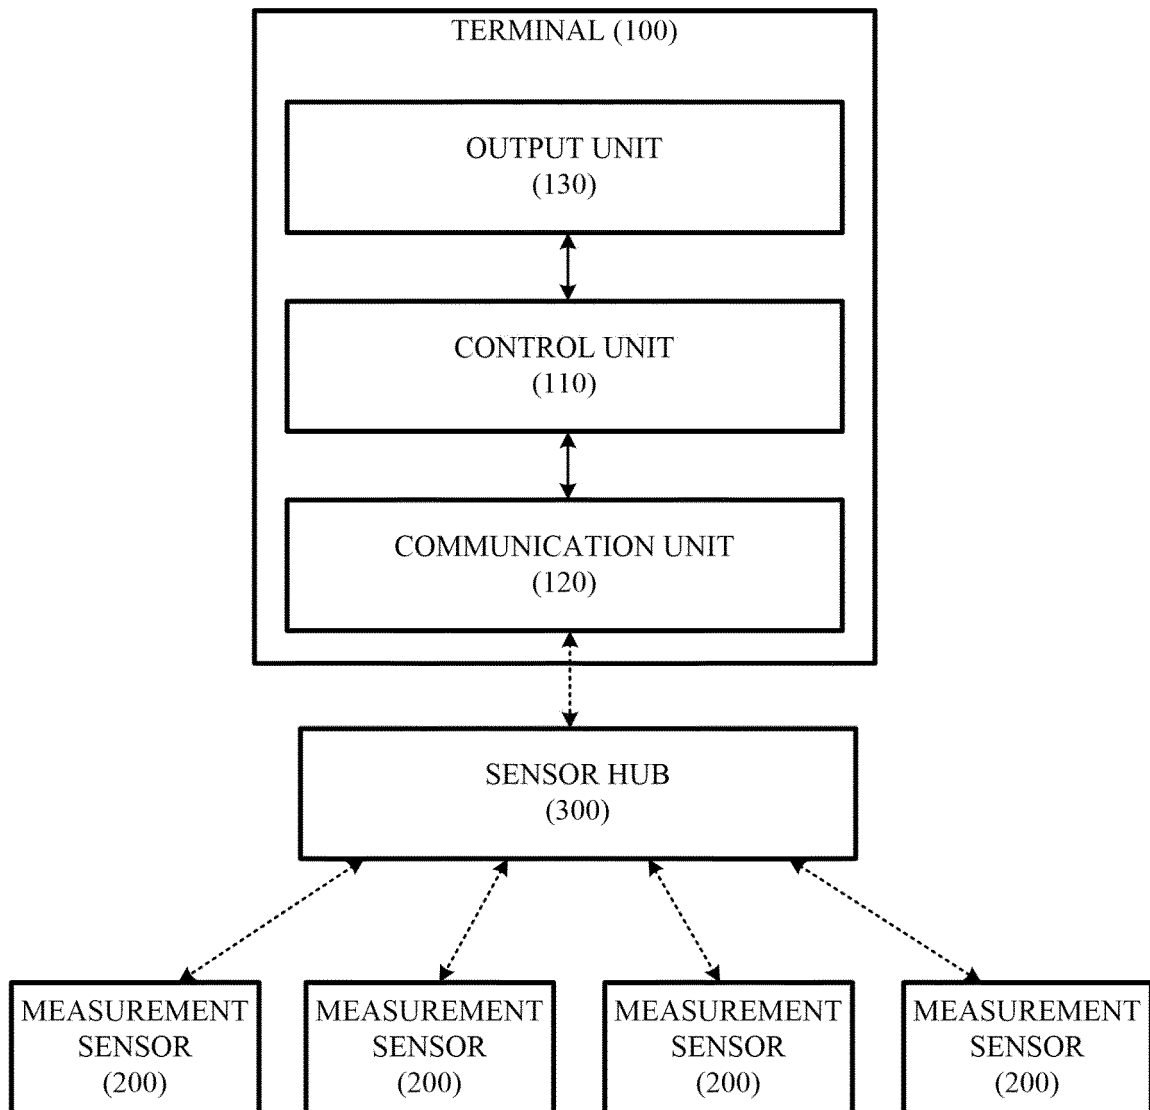 TERMINAL (100)
OUTPUT UNIT
(130)
CONTROL UNIT
(110)
COMMUNICATION UNIT
(120)
SENSOR HUB
(300)
MEASUREMENT
SENSOR
(200)
MEASUREMENT
SENSOR
(200)
MEASUREMENT
SENSOR
(200)
MEASUREMENT
SENSOR
(200)